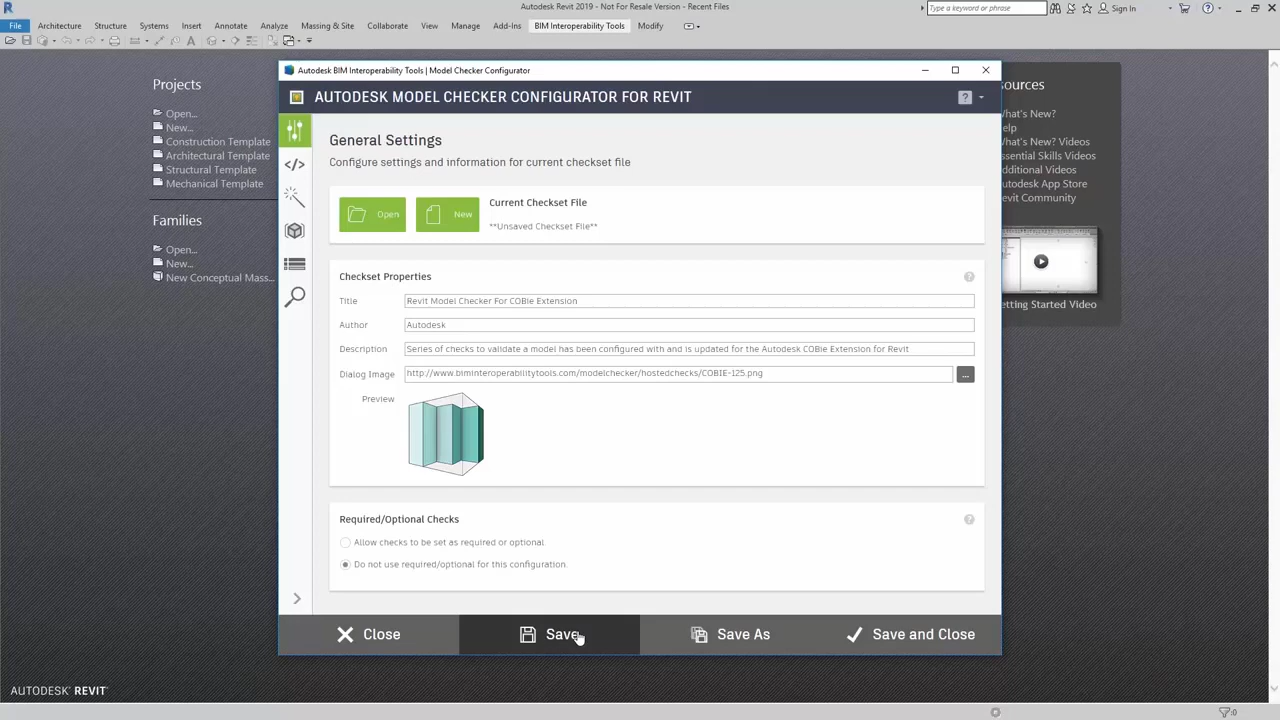 Autodesk Revit 2019 - Not For Resale Version - Recent Files
Type a keyword or phrase
Sign In
File Architecture Structure Systems Insert Annotate Analyze Massing & Site Collaborate View Manage Add-Ins BIM Interoperability Tools Modify
Projects
Open...
New...
Construction Template
Architectural Template
Structural Template
Mechanical Template
Families
Open...
New...
New Conceptual Mass...
Autodesk BIM Interoperability Tools | Model Checker Configurator
AUTODESK MODEL CHECKER CONFIGURATOR FOR REVIT
General Settings
Configure settings and information for current checkset file
Open
New
Current Checkset File
**Unsaved Checkset File**
Checkset Properties
Title
Revit Model Checker For COBie Extension
Author
Autodesk
Description
Series of checks to validate a model has been configured with and is updated for the Autodesk COBie Extension for Revit
Dialog Image
http://www.biminteroperabilitytools.com/modelchecker/hostedchecks/COBIE-125.png
...
Preview
Required/Optional Checks
Allow checks to be set as required or optional
Do not use required/optional for this configuration.
Close
Save
Save As
Save and Close
sources
hat's New?
elp
hat's New? Videos
ssential Skills Videos
dditional Videos
utodesk App Store
evit Community
etting Started Video
AUTODESK® REVIT®
:0